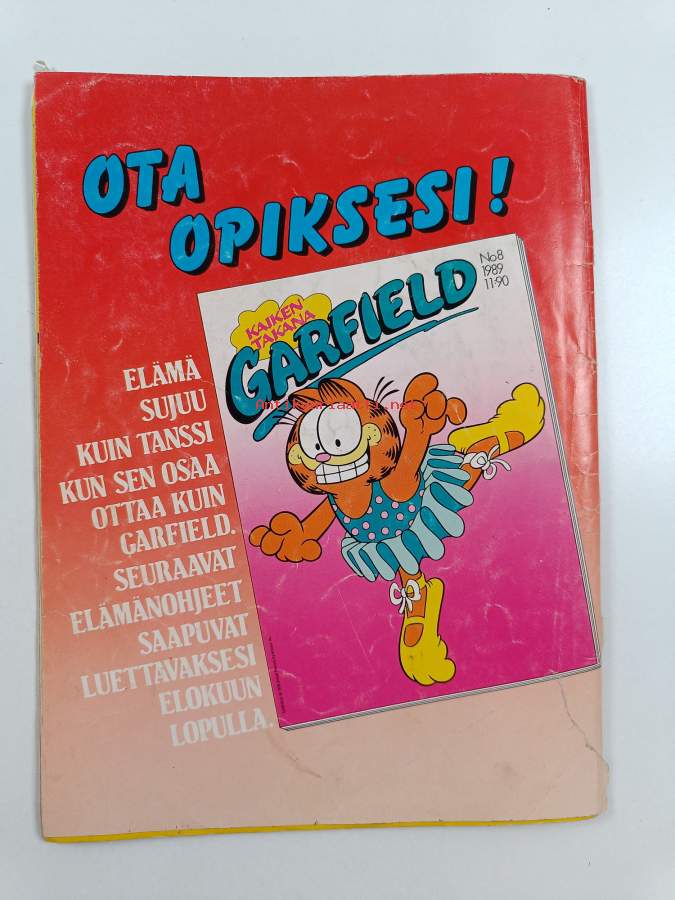 OTA
OPIKSESI!
No 8
1989
11·90
KAIKEN
TAKANA
GARFIELD
ELÄMÄ
SUJUU
KUIN TANSSI
KUN SEN OSAA
OTTAA KUIN
GARFIELD.
SEURAAVAT
ELÄMÄNOHJEET
SAAPUVAT
LUETTAVAKSESI
ELOKUUN
LOPULLA.